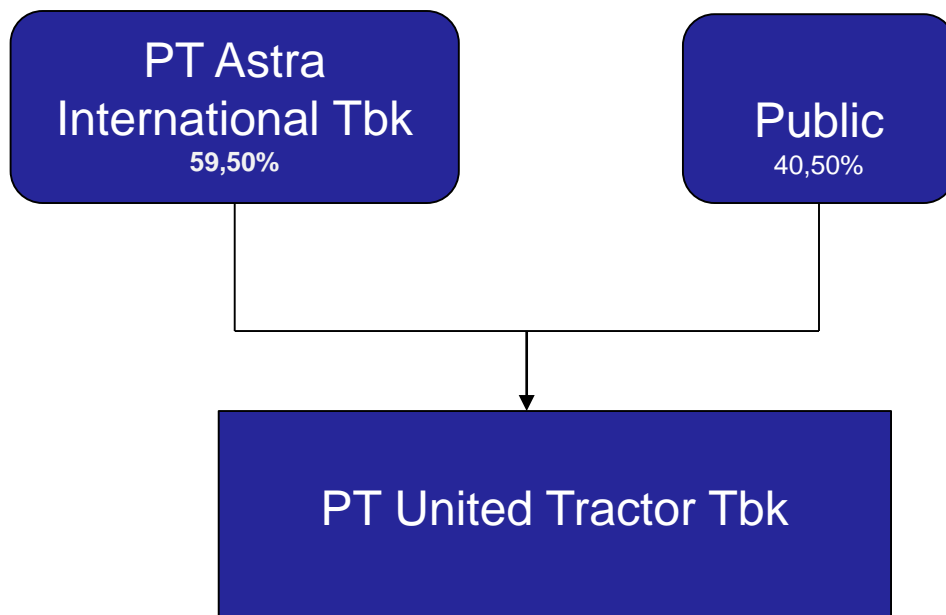 PT Astra
International Tbk
59,50%
Public
40,50%
PT United Tractor Tbk